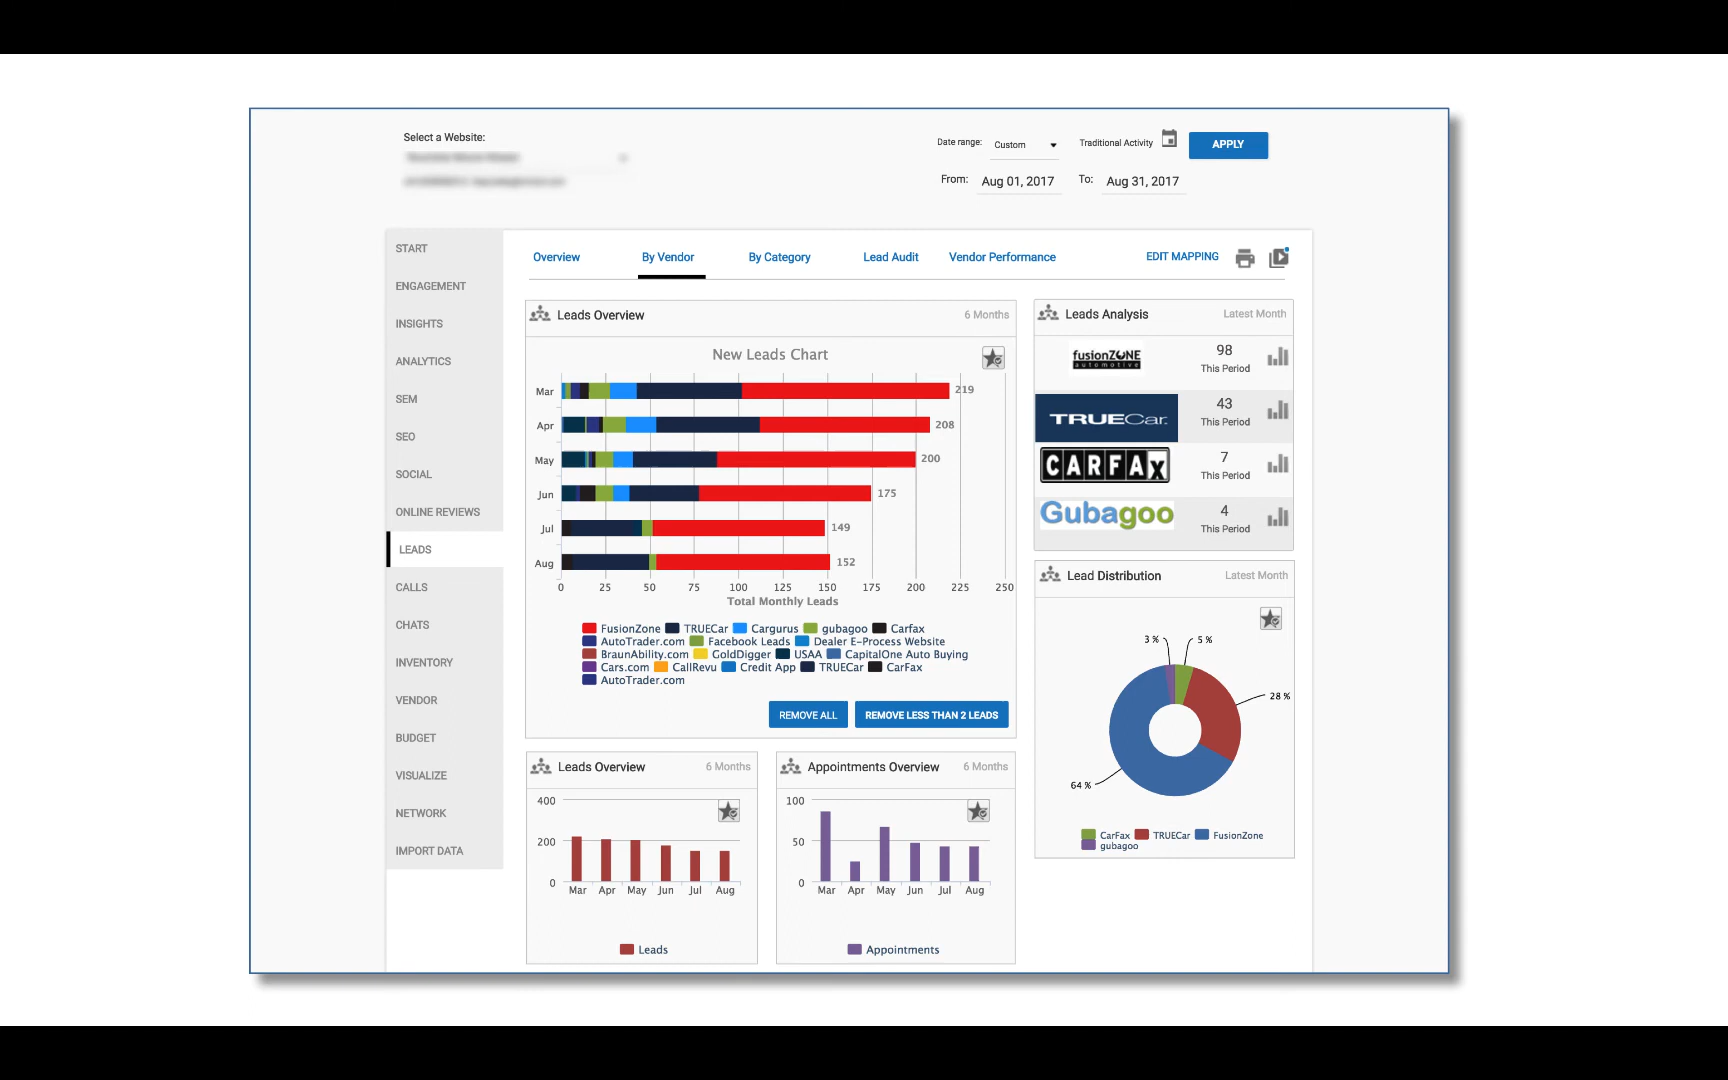 Select a Website:
Date range: Custom Traditional Activity APPLY
From: Aug 01, 2017 To: Aug 31, 2017
START
ENGAGEMENT
INSIGHTS
ANALYTICS
SEM
SEO
SOCIAL
ONLINE REVIEWS
LEADS
CALLS
CHATS
INVENTORY
VENDOR
BUDGET
VISUALIZE
NETWORK
IMPORT DATA
Overview By Vendor By Category Lead Audit Vendor Performance EDIT MAPPING
Leads Overview 6 Months
New Leads Chart
Mar 219
Apr 208
May 200
Jun 175
Jul 149
Aug 152
0 25 50 75 100 125 150 175 200 225 250
Total Monthly Leads
FusionZone TRUECar Cargurus gubagoo Carfax
AutoTrader.com Facebook Leads Dealer E-Process Website
BraunAbility.com GoldDigger USAA CapitalOne Auto Buying
Cars.com CallRevu Credit App TRUECar CarFax
AutoTrader.com
REMOVE ALL REMOVE LESS THAN 2 LEADS
Leads Analysis Latest Month
fusionZONE automotive 98
This Period
TRUECar. 43
This Period
CARFAX 7
This Period
Gubagoo 4
This Period
Lead Distribution Latest Month
3 % 5 %
28 %
64 %
CarFax TRUECar FusionZone
gubagoo
Leads Overview 6 Months
400
200
0
Mar Apr May Jun Jul Aug
Leads
Appointments Overview 6 Months
100
50
0
Mar Apr May Jun Jul Aug
Appointments